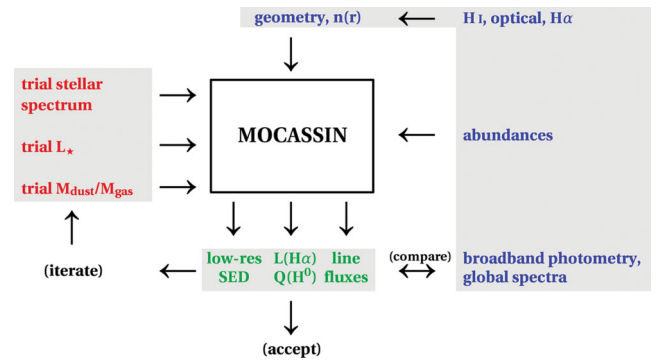 geometry, n(r)
H I, optical, Hα
trial stellar
spectrum
trial L⋆
trial Mdust/Mgas
MOCASSIN
abundances
(iterate)
low-res L(Hα) line
SED Q(H⁰) fluxes
(compare)
broadband photometry,
global spectra
(accept)